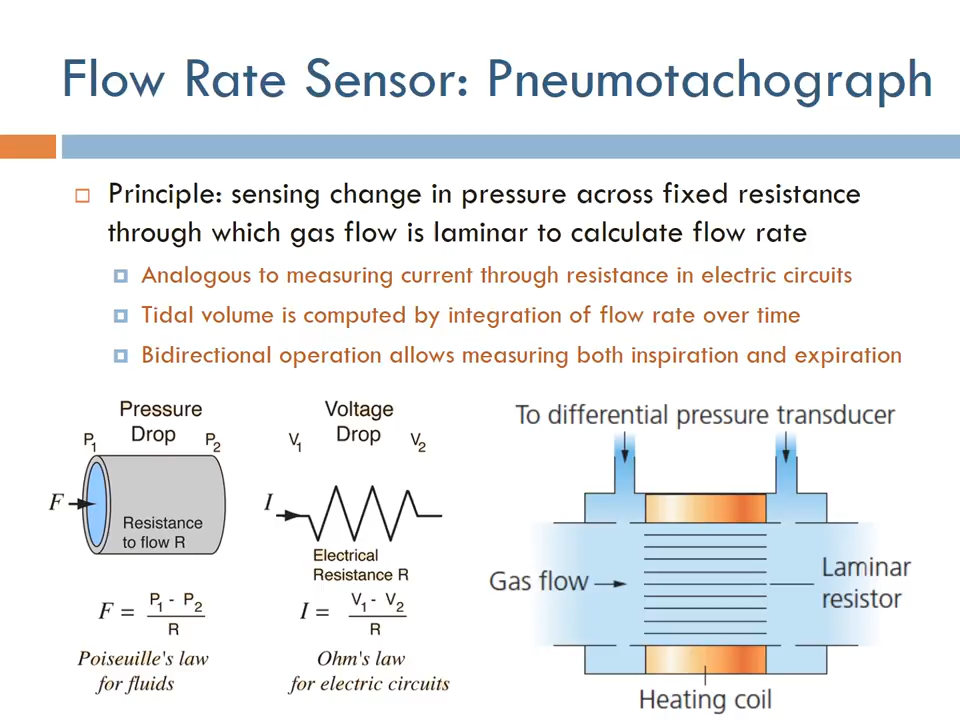 Flow Rate Sensor: Pneumotachograph
Principle: sensing change in pressure across fixed resistance
through which gas flow is laminar to calculate flow rate
Analogous to measuring current through resistance in electric circuits
Tidal volume is computed by integration of flow rate over time
Bidirectional operation allows measuring both inspiration and expiration
Pressure
Drop
P1
P2
F
Resistance
to flow R
F = P1 - P2
R
Poiseuille's law
for fluids
Voltage
Drop
V1
V2
I
Electrical
Resistance R
I = V1 - V2
R
Ohm's law
for electric circuits
To differential pressure transducer
Gas flow
Laminar
resistor
Heating coil